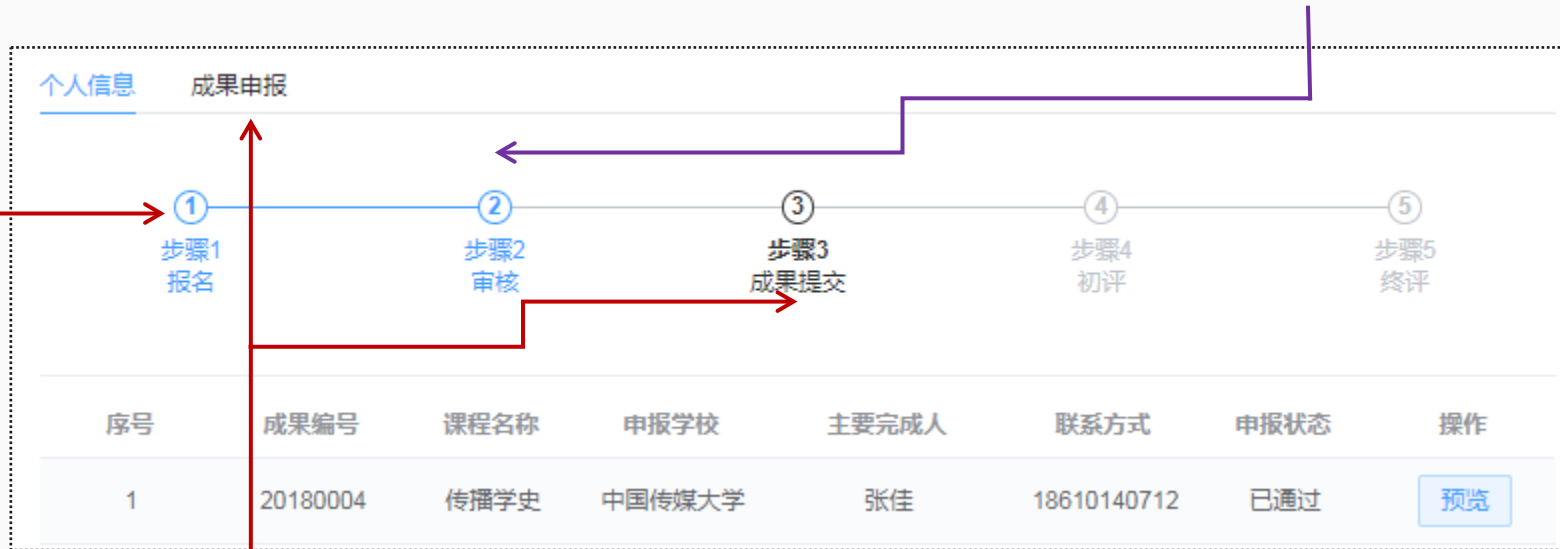 个人信息 成果申报
1 2 3 4 5
步骤1 步骤2 步骤3 步骤4 步骤5
报名 审核 成果提交 初评 终评
序号 成果编号 课程名称 申报学校 主要完成人 联系方式 申报状态 操作
1 20180004 传播学史 中国传媒大学 张佳 18610140712 已通过 预览